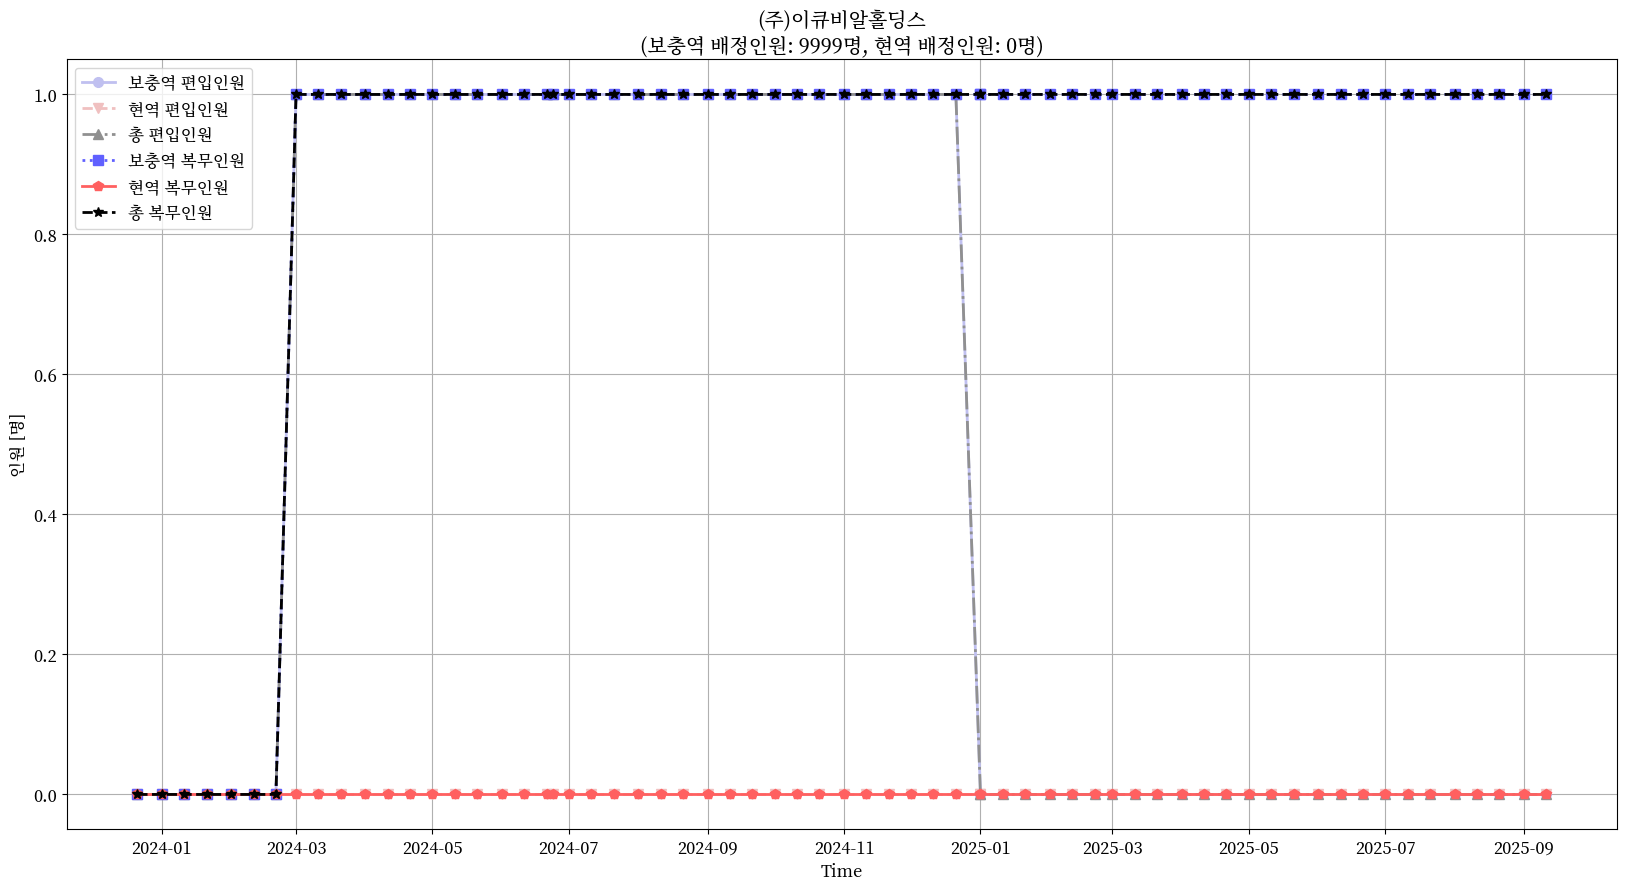 (주)이큐비알홀딩스
(보충역 배정인원: 9999명, 현역 배정인원: 0명)
보충역 편입인원
현역 편입인원
총 편입인원
보충역 복무인원
현역 복무인원
총 복무인원
인원 [명]
1.0
0.8
0.6
0.4
0.2
0.0
2024-01
2024-03
2024-05
2024-07
2024-09
2024-11
2025-01
2025-03
2025-05
2025-07
2025-09
Time